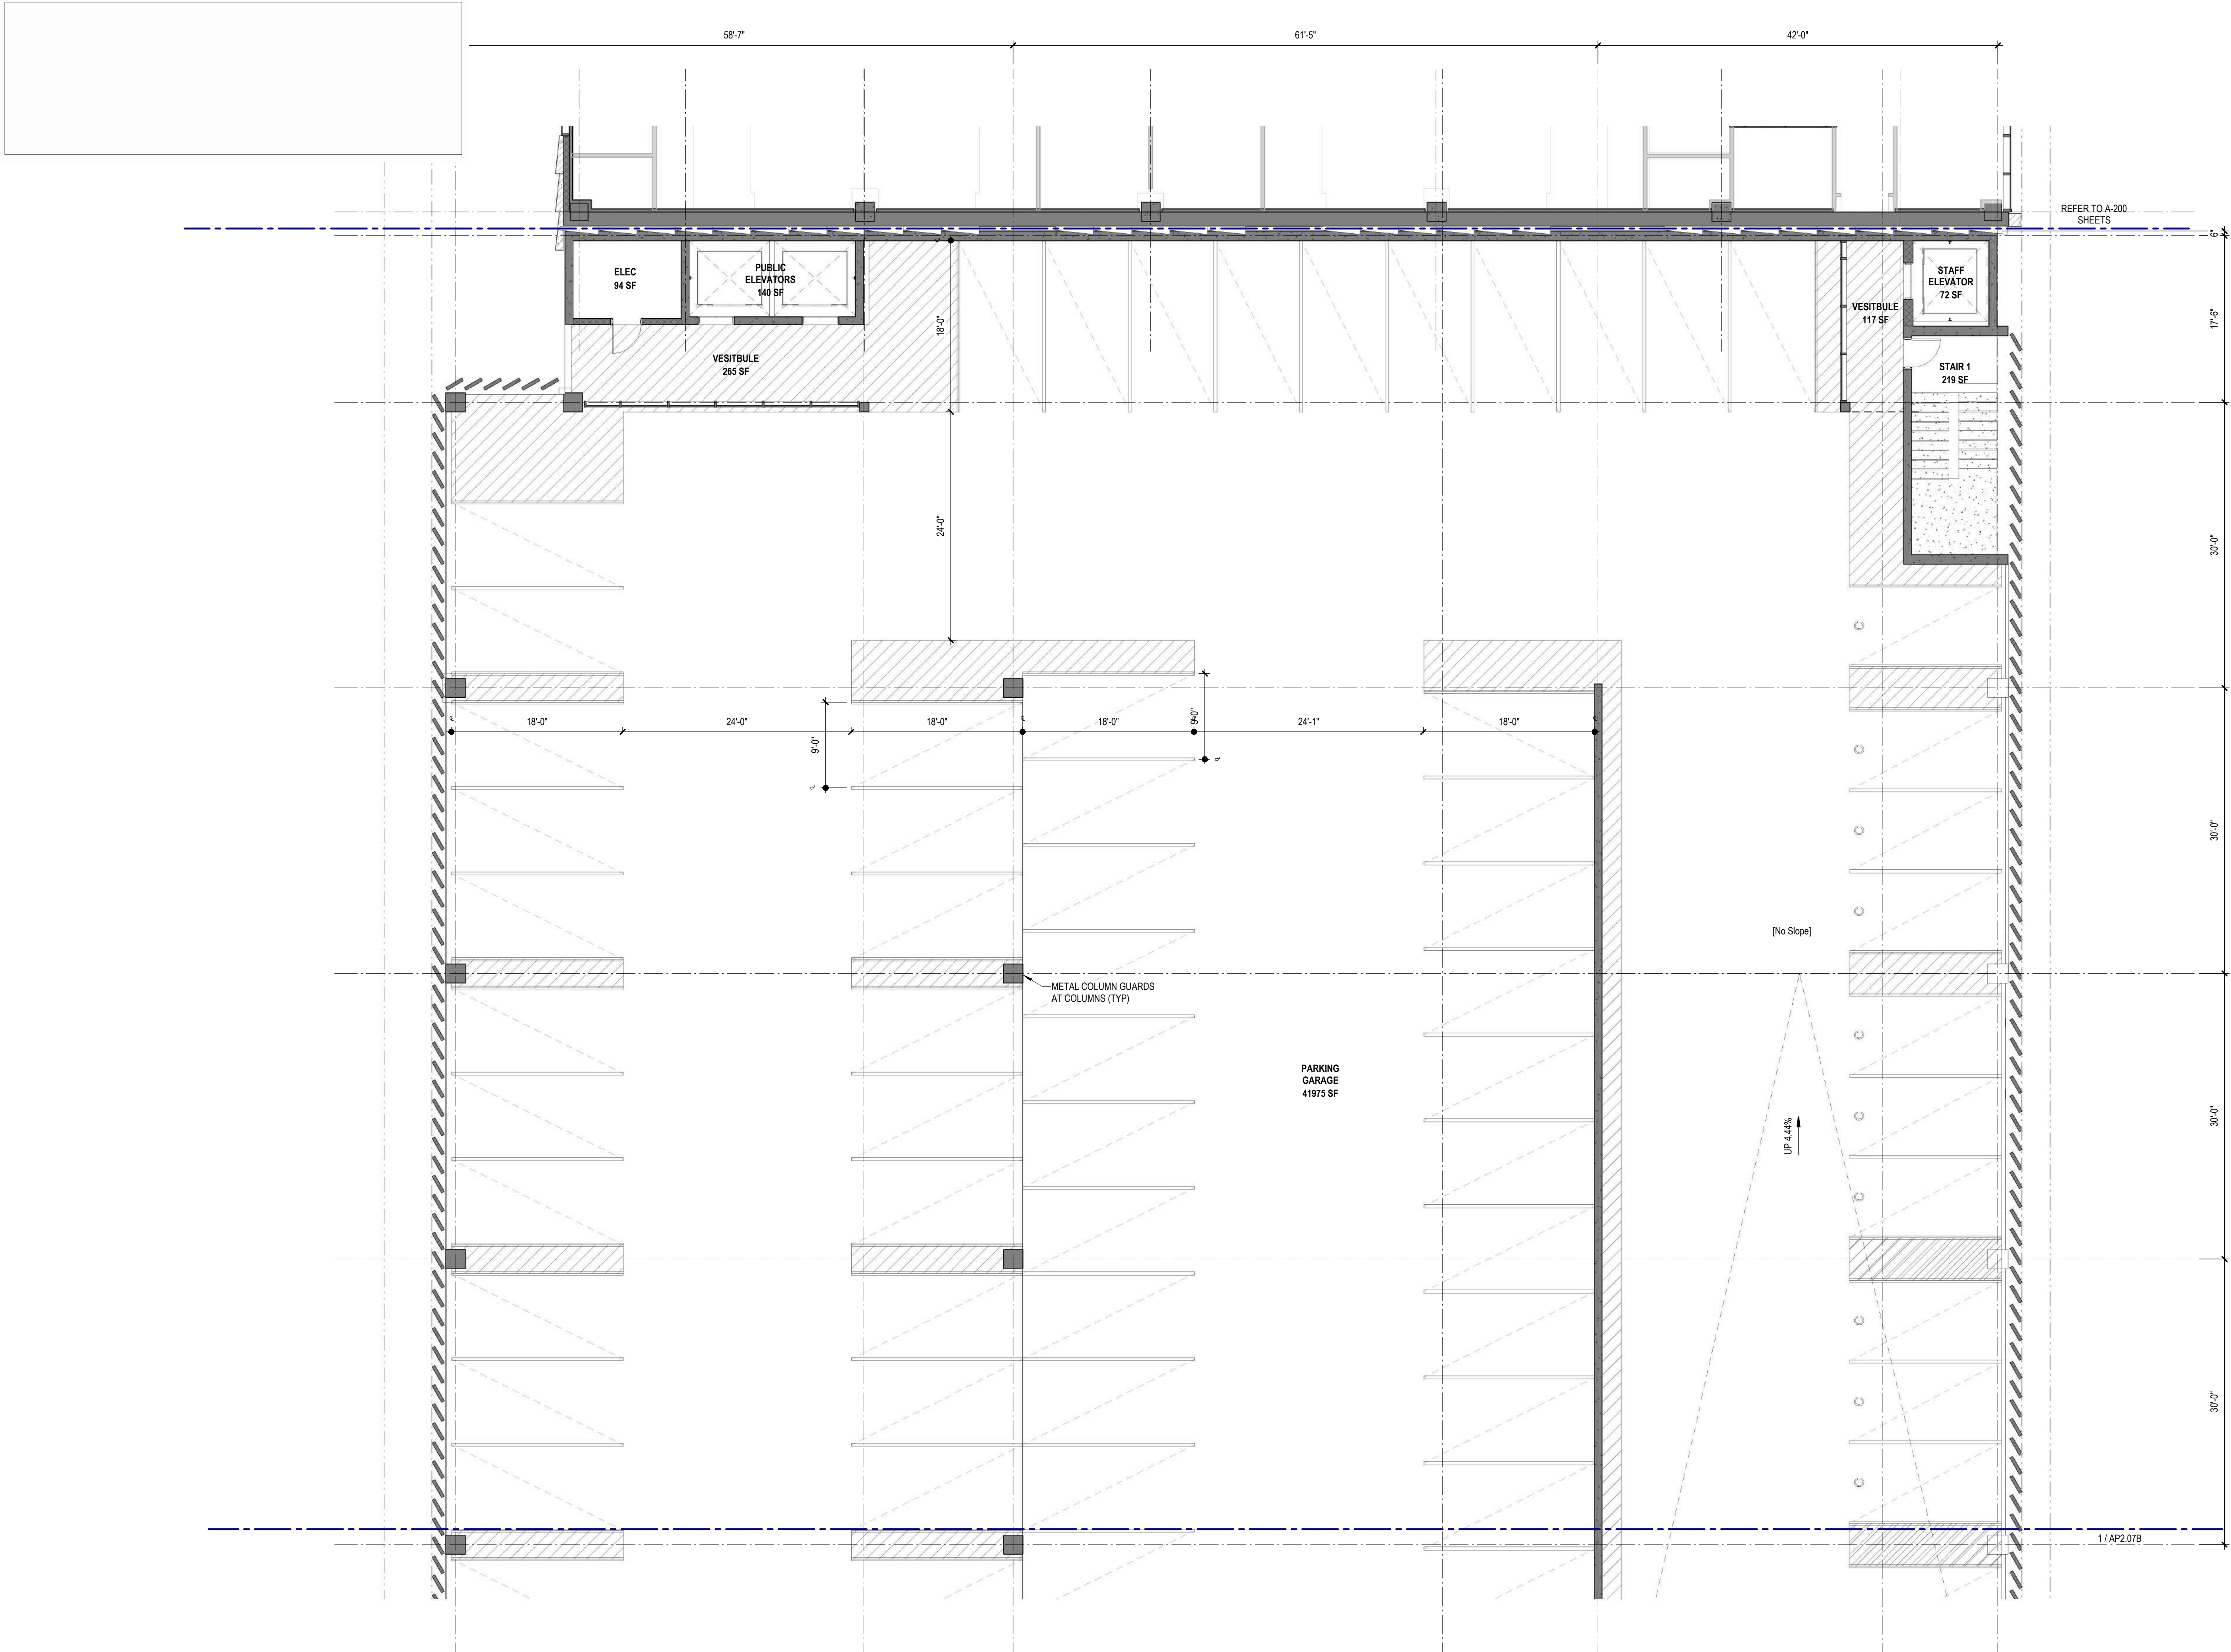 58'-7"
61'-5"
42'-0"
REFER TO A-200
SHEETS
6"
ELEC
94 SF
PUBLIC
ELEVATORS
140 SF
STAFF
ELEVATOR
72 SF
VESITBULE
117 SF
17'-6"
18'-0"
VESITBULE
265 SF
STAIR 1
219 SF
24'-0"
30'-0"
C
18'-0"
24'-0"
18'-0"
18'-0"
9'-0"
24'-1"
18'-0"
9'-0"
C
C
30'-0"
C
[No Slope]
METAL COLUMN GUARDS
AT COLUMNS (TYP)
C
PARKING
GARAGE
41975 SF
C
30'-0"
UP 4.44%
C
C
C
30'-0"
C
1 / AP2.07B